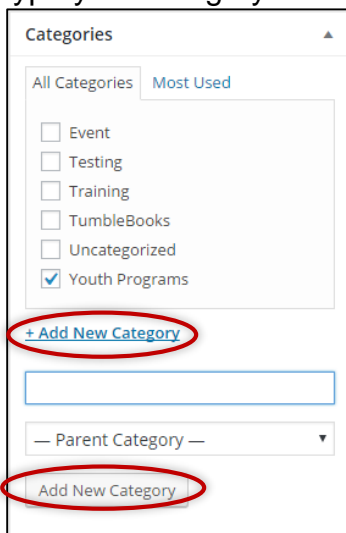 Categories
All Categories Most Used
Event
Testing
Training
TumbleBooks
Uncategorized
Youth Programs
+ Add New Category
— Parent Category —
Add New Category